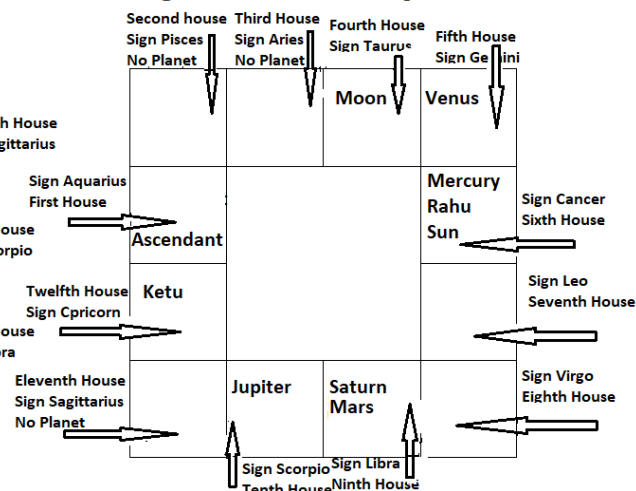 Second house
Sign Pisces
No Planet
Third House
Sign Aries
No Planet
Fourth House
Sign Taurus
Fifth House
Sign Gemini
Moon
Venus
Sign Aquarius
First House
Ascendant
Mercury
Rahu
Sun
Sign Cancer
Sixth House
Twelfth House
Sign Cpricorn
Ketu
Sign Leo
Seventh House
Eleventh House
Sign Sagittarius
No Planet
Jupiter
Saturn
Mars
Sign Virgo
Eighth House
Sign Scorpio
Tenth House
Sign Libra
Ninth House